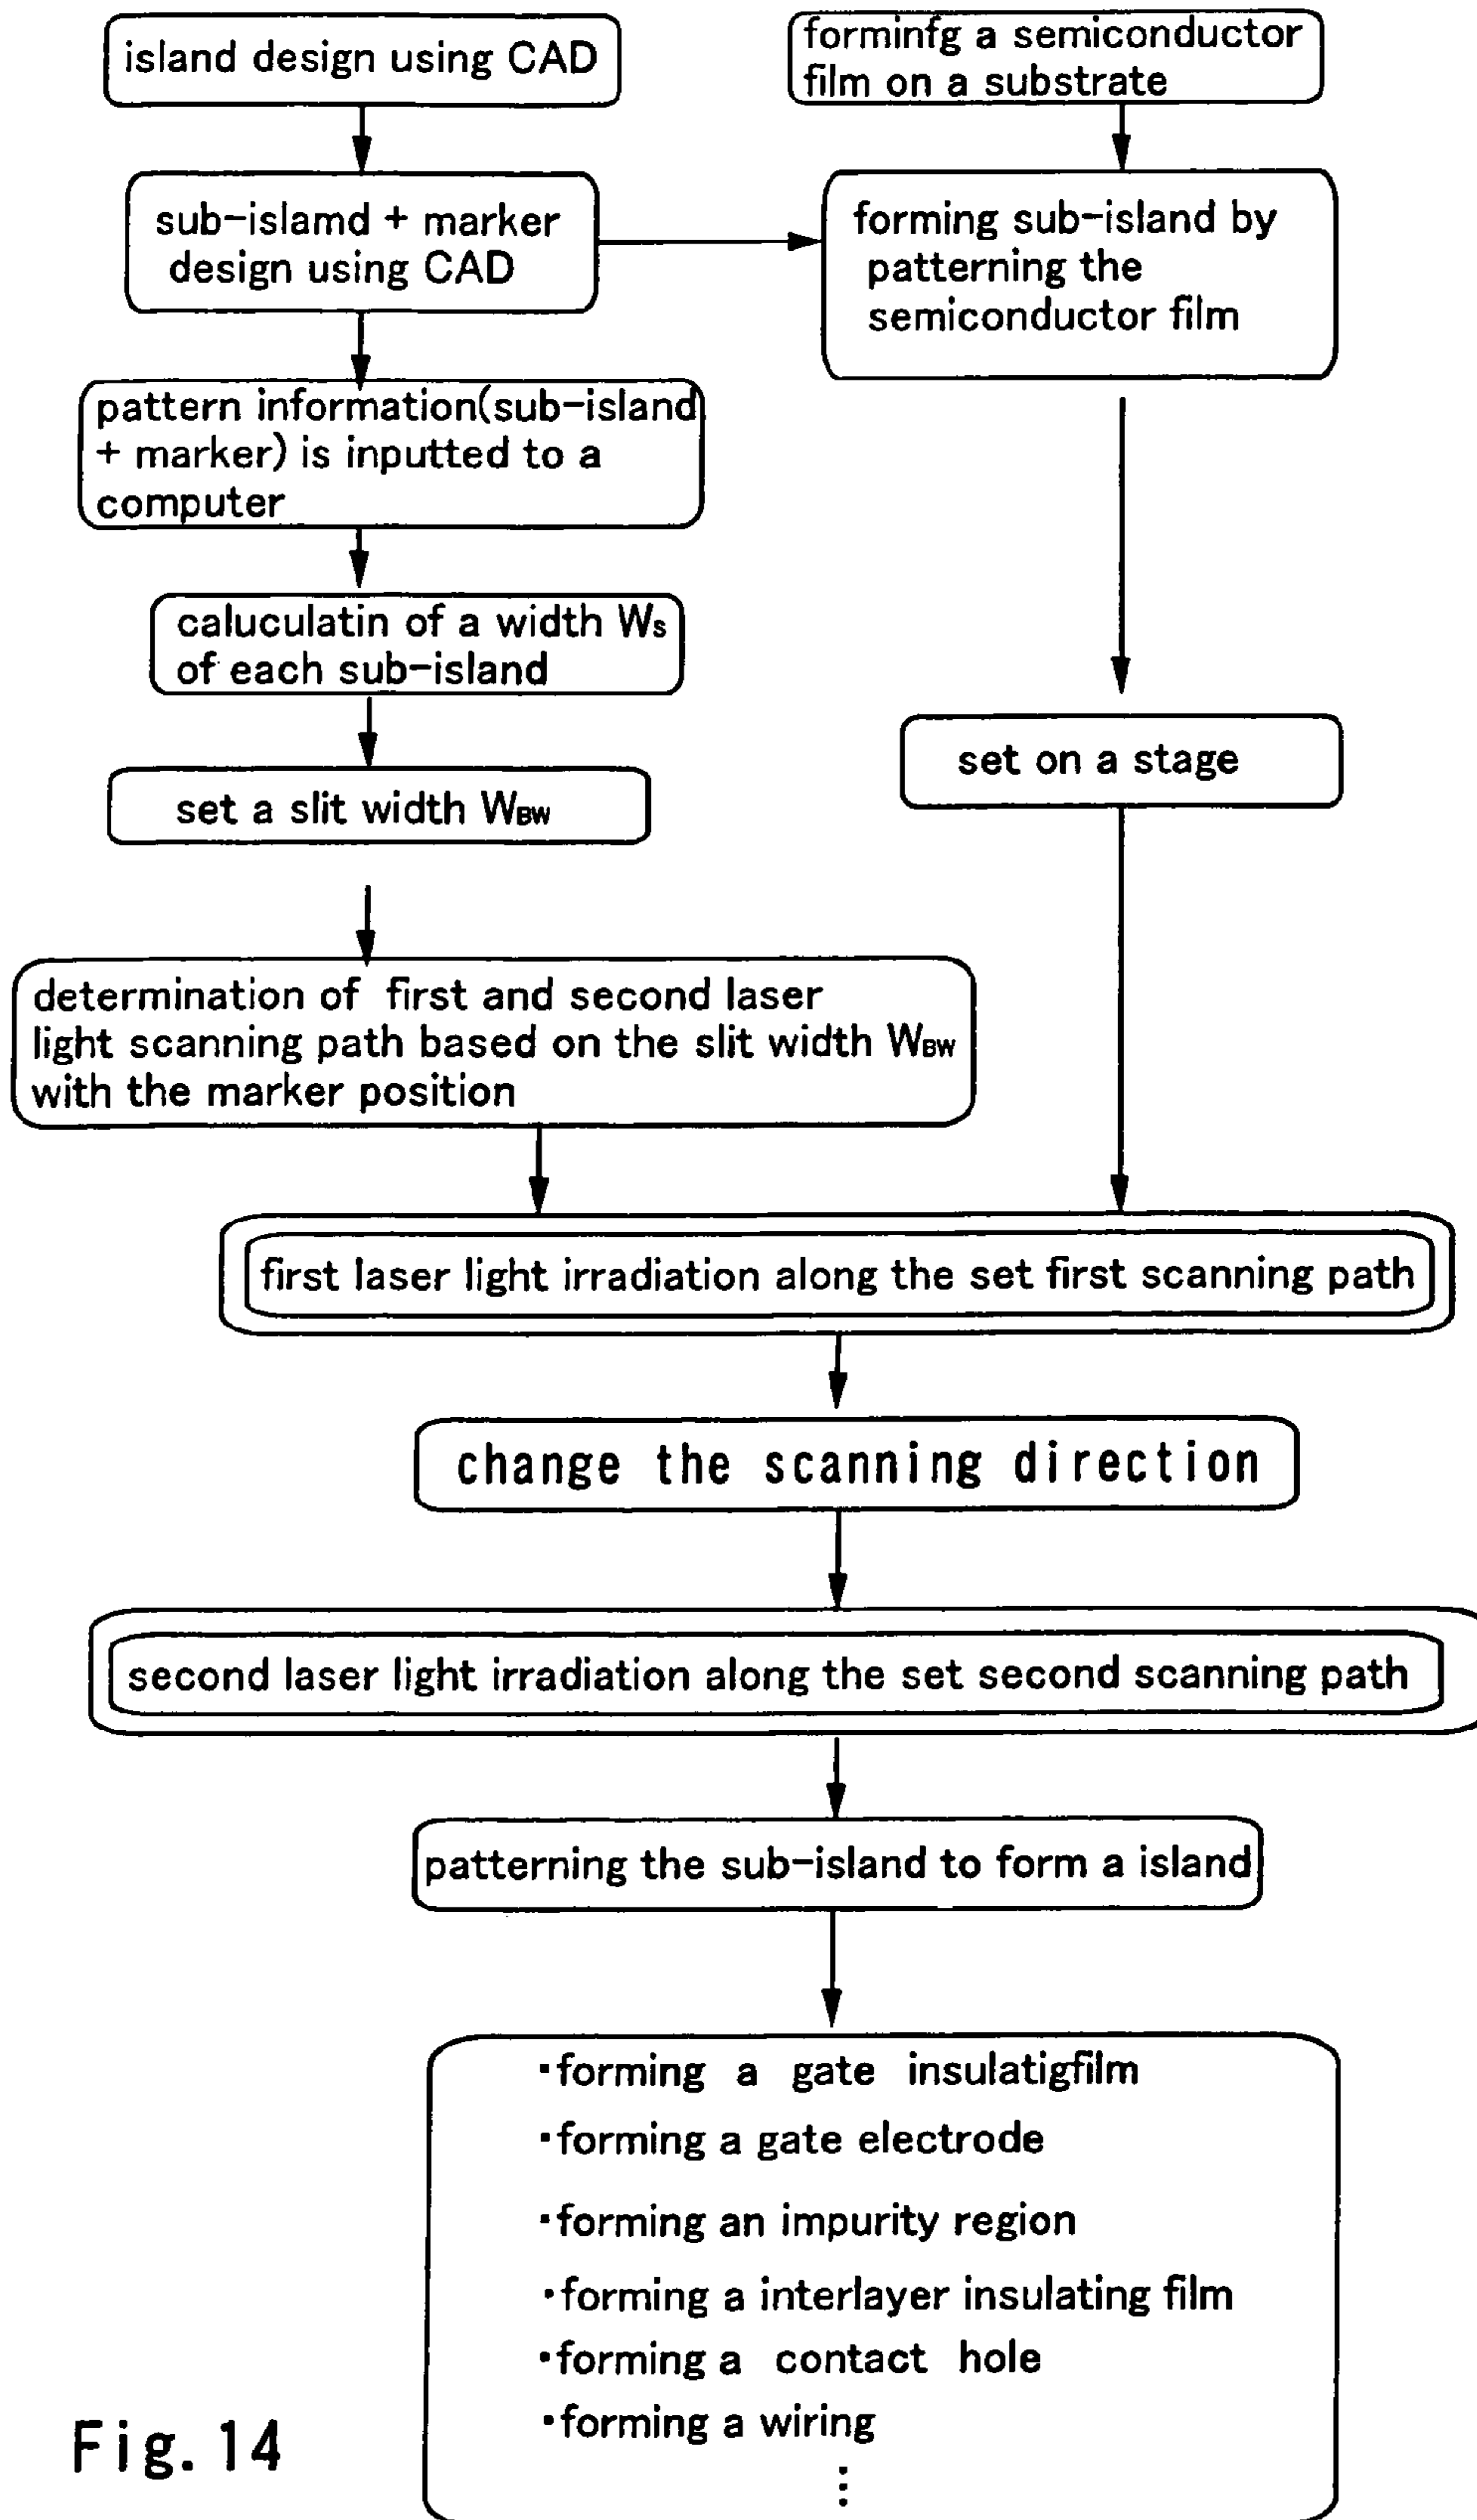 island design using CAD
forminfg a semiconductor
film on a substrate
sub-islamd + marker
design using CAD
forming sub-island by
patterning the
semiconductor film
pattern information(sub-island
+ marker) is inputted to a
computer
caluculatin of a width Ws
of each sub-island
set on a stage
set a slit width WBW
determination of first and second laser
light scanning path based on the slit width WBW
with the marker position
first laser light irradiation along the set first scanning path
change the scanning direction
second laser light irradiation along the set second scanning path
patterning the sub-island to form a island
·forming a gate insulatigfilm
·forming a gate electrode
·forming an impurity region
·forming a interlayer insulating film
·forming a contact hole
·forming a wiring
⋮
Fig. 14